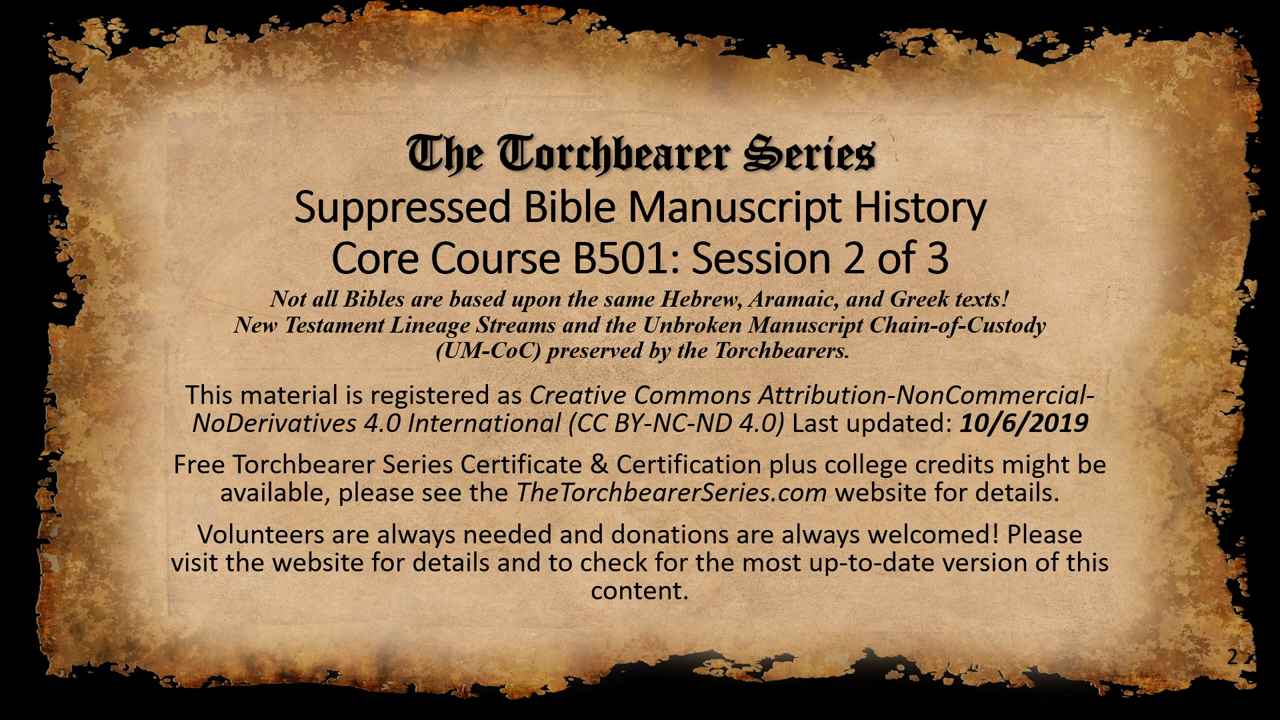 The Torchbearer Series
Suppressed Bible Manuscript History
Core Course B501: Session 2 of 3
Not all Bibles are based upon the same Hebrew, Aramaic, and Greek texts!
New Testament Lineage Streams and the Unbroken Manuscript Chain-of-Custody
(UM-CoC) preserved by the Torchbearers.
This material is registered as Creative Commons Attribution-NonCommercial-
NoDerivatives 4.0 International (CC BY-NC-ND 4.0) Last updated: 10/6/2019
Free Torchbearer Series Certificate & Certification plus college credits might be
available, please see the TheTorchbearerSeries.com website for details.
Volunteers are always needed and donations are always welcomed! Please
visit the website for details and to check for the most up-to-date version of this
content.
2